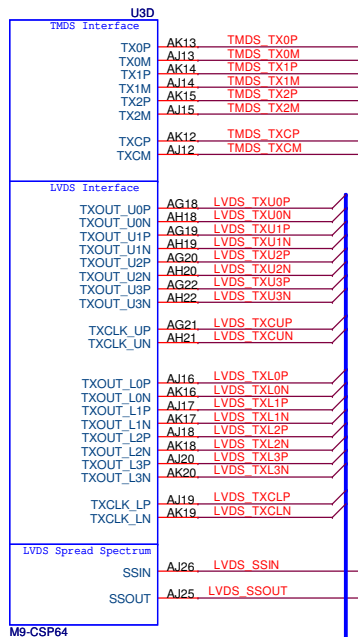 U3D
TMDS Interface
TX0P AK13 TMDS_TX0P
TX0M AJ13 TMDS_TX0M
TX1P AK14 TMDS_TX1P
TX1M AJ14 TMDS_TX1M
TX2P AK15 TMDS_TX2P
TX2M AJ15 TMDS_TX2M
TXCP AK12 TMDS_TXCP
TXCM AJ12 TMDS_TXCM
LVDS Interface
TXOUT_U0P AG18 LVDS_TXU0P
TXOUT_U0N AH18 LVDS_TXU0N
TXOUT_U1P AG19 LVDS_TXU1P
TXOUT_U1N AH19 LVDS_TXU1N
TXOUT_U2P AG20 LVDS_TXU2P
TXOUT_U2N AH20 LVDS_TXU2N
TXOUT_U3P AG22 LVDS_TXU3P
TXOUT_U3N AH22 LVDS_TXU3N
TXCLK_UP AG21 LVDS_TXCUP
TXCLK_UN AH21 LVDS_TXCUN
TXOUT_L0P AJ16 LVDS_TXL0P
TXOUT_L0N AK16 LVDS_TXL0N
TXOUT_L1P AJ17 LVDS_TXL1P
TXOUT_L1N AK17 LVDS_TXL1N
TXOUT_L2P AJ18 LVDS_TXL2P
TXOUT_L2N AK18 LVDS_TXL2N
TXOUT_L3P AJ20 LVDS_TXL3P
TXOUT_L3N AK20 LVDS_TXL3N
TXCLK_LP AJ19 LVDS_TXCLP
TXCLK_LN AK19 LVDS_TXCLN
LVDS Spread Spectrum
SSIN AJ26 LVDS_SSIN
SSOUT AJ25 LVDS_SSOUT
M9-CSP64